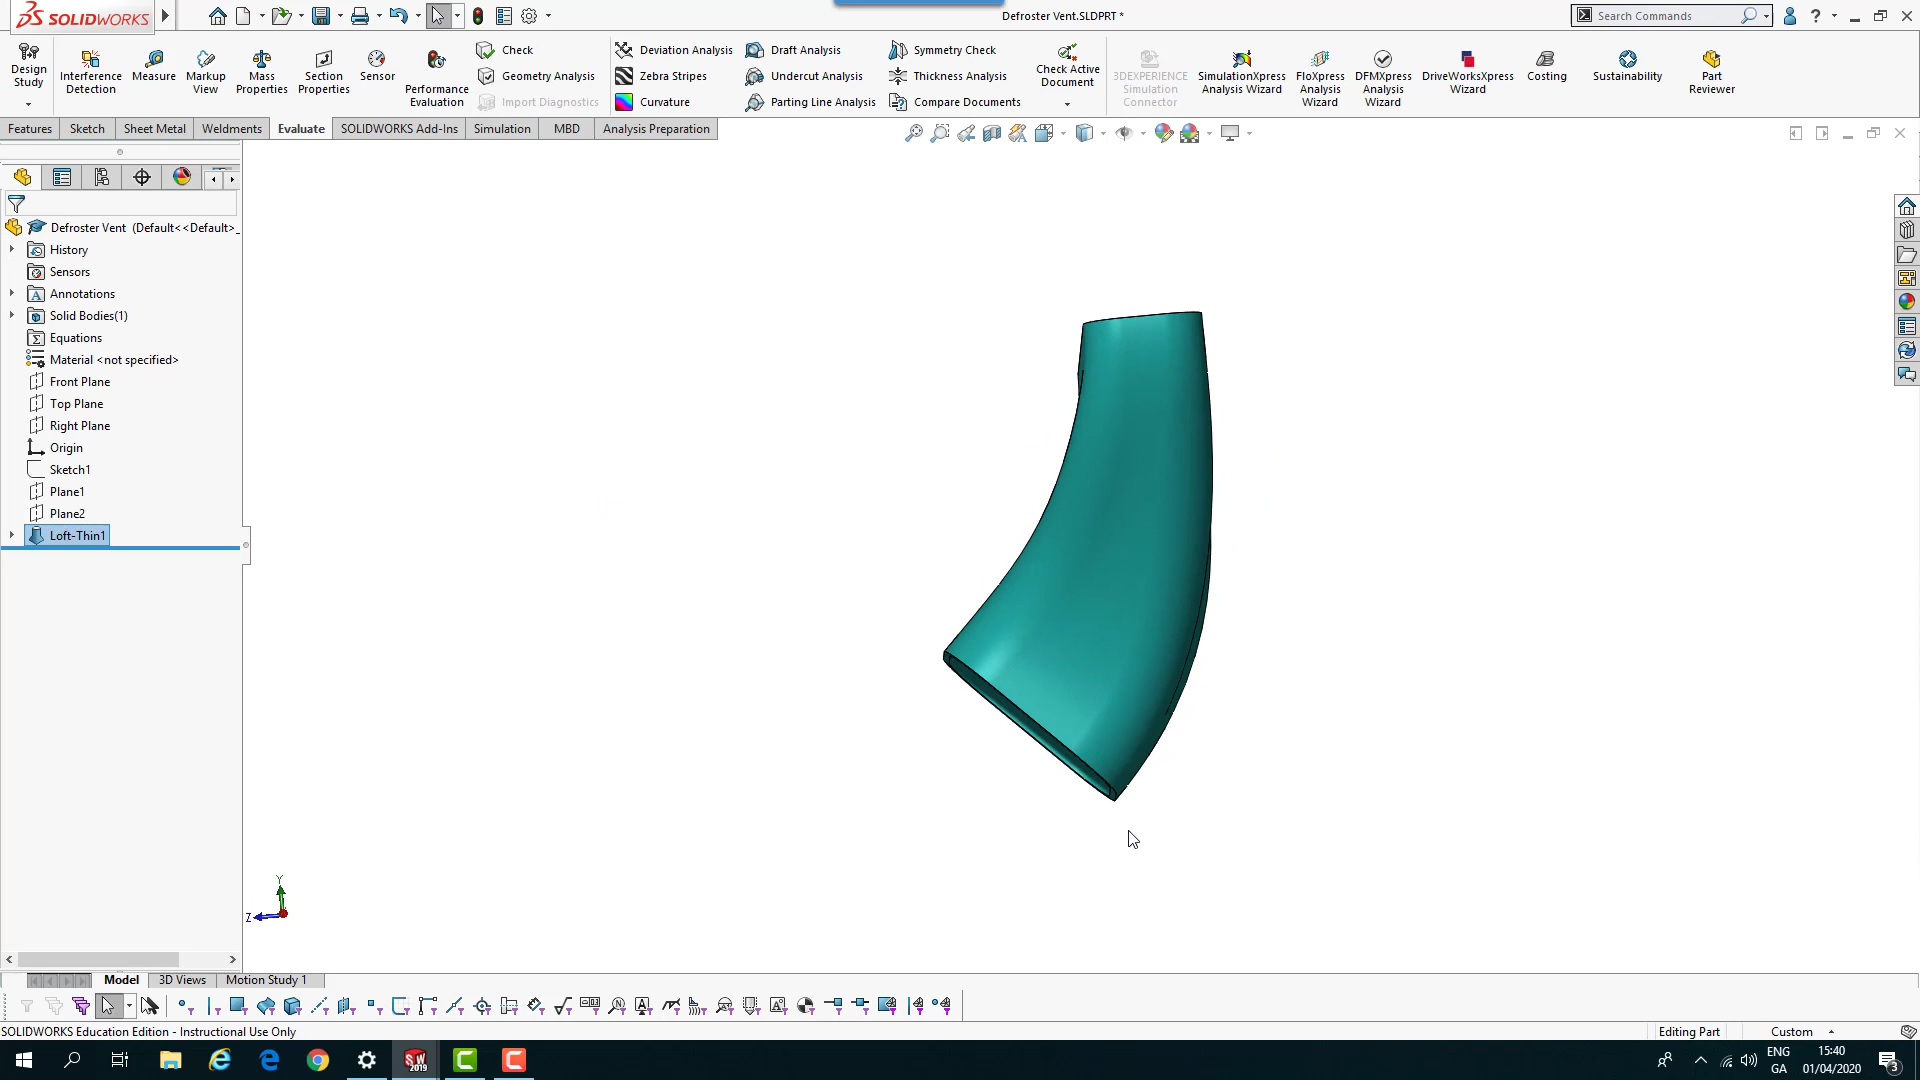 SOLIDWORKS
Defroster Vent.SLDPRT *
Search Commands
Design Study
Interference Detection
Measure
Markup View
Mass Properties
Section Properties
Sensor
Performance Evaluation
Check
Geometry Analysis
Import Diagnostics
Deviation Analysis
Zebra Stripes
Curvature
Draft Analysis
Undercut Analysis
Parting Line Analysis
Symmetry Check
Thickness Analysis
Compare Documents
Check Active Document
3DEXPERIENCE Simulation Connector
SimulationXpress Analysis Wizard
FloXpress Analysis Wizard
DFMXpress Analysis Wizard
DriveWorksXpress Wizard
Costing
Sustainability
Part Reviewer
Features
Sketch
Sheet Metal
Weldments
Evaluate
SOLIDWORKS Add-Ins
Simulation
MBD
Analysis Preparation
Defroster Vent (Default<<Default>_
History
Sensors
Annotations
Solid Bodies(1)
Equations
Material <not specified>
Front Plane
Top Plane
Right Plane
Origin
Sketch1
Plane1
Plane2
Loft-Thin1
Y
Z
Model
3D Views
Motion Study 1
SOLIDWORKS Education Edition - Instructional Use Only
Editing Part
Custom
SW
2019
ENG
GA
15:40
01/04/2020
3